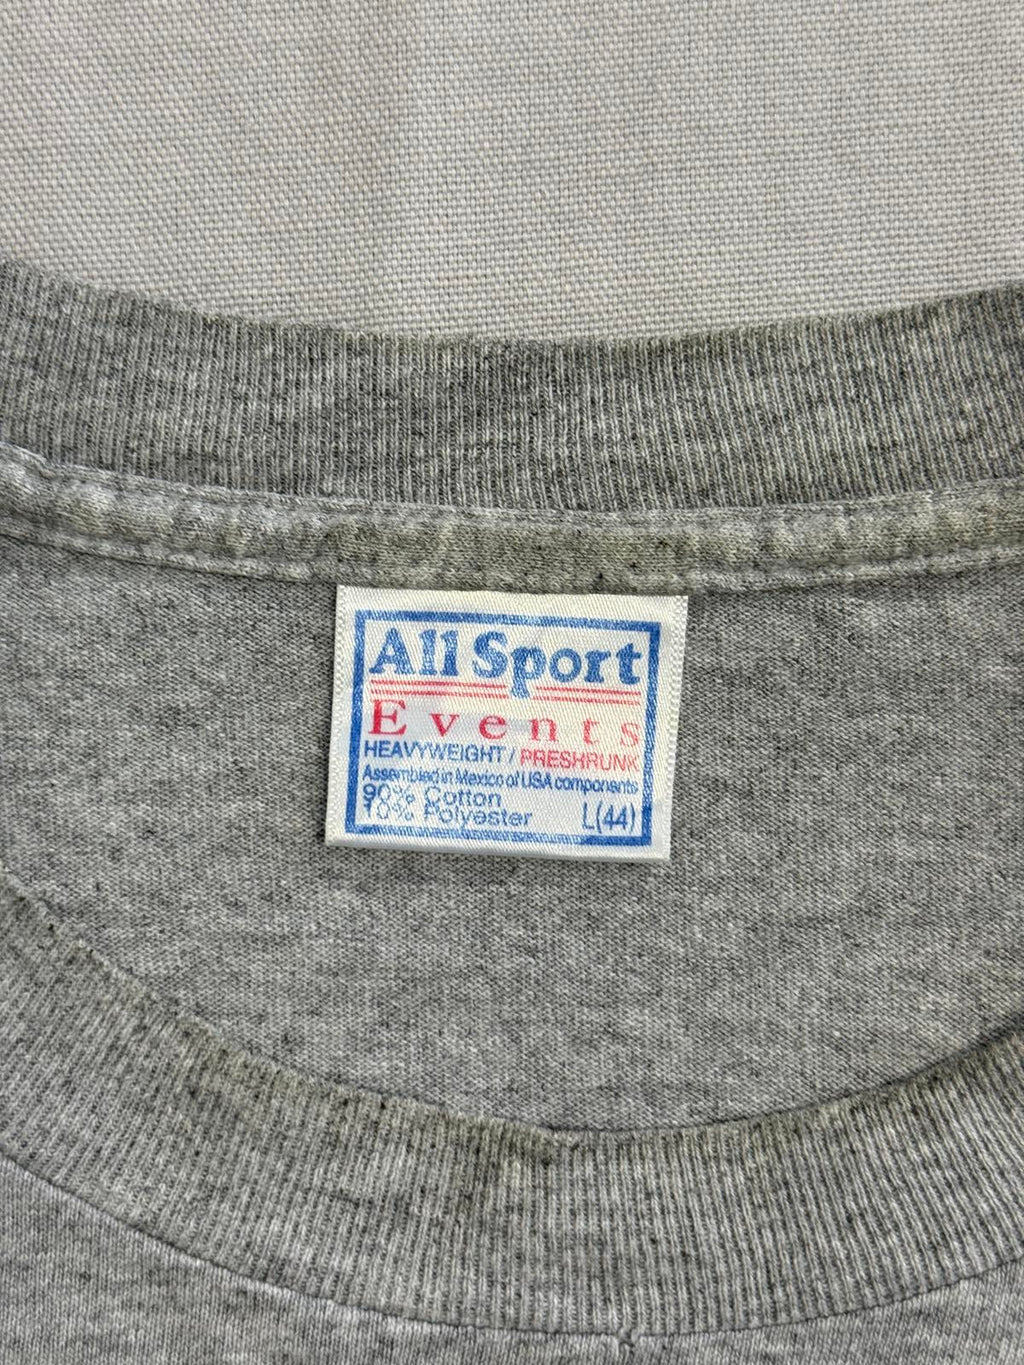 All Sport
Events
HEAVYWEIGHT / PRESHRUNK
Assembled in Mexico of USA components
90% Cotton
10% Polyester L(44)